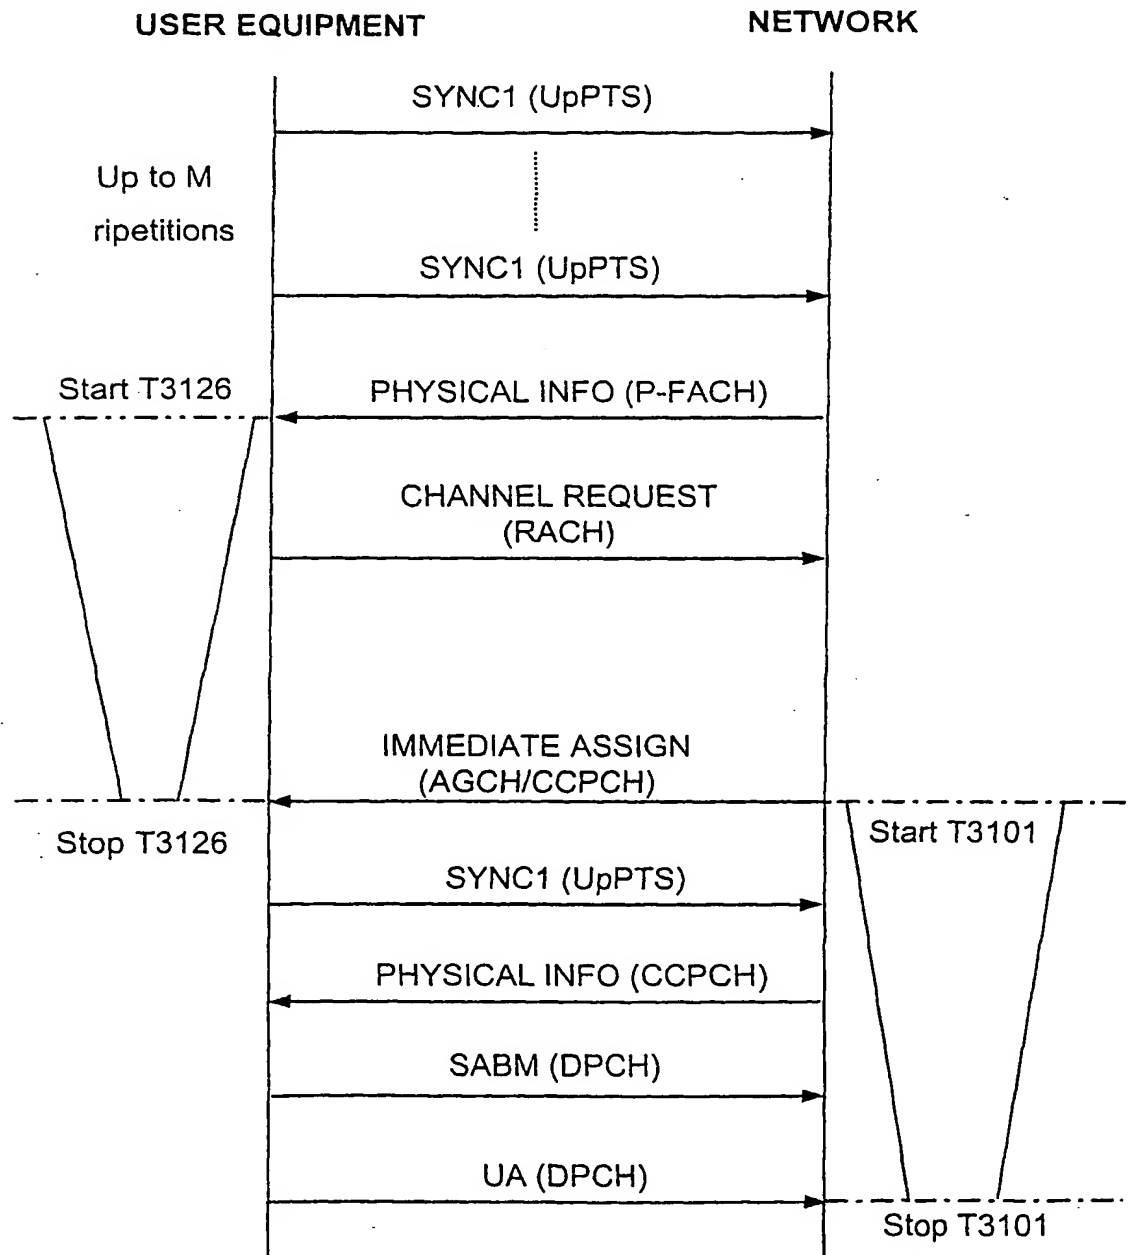 USER EQUIPMENT
NETWORK
SYNC1 (UpPTS)
Up to M
ripetitions
SYNC1 (UpPTS)
Start T3126
PHYSICAL INFO (P-FACH)
CHANNEL REQUEST
(RACH)
IMMEDIATE ASSIGN
(AGCH/CCPCH)
Stop T3126
Start T3101
SYNC1 (UpPTS)
PHYSICAL INFO (CCPCH)
SABM (DPCH)
UA (DPCH)
Stop T3101